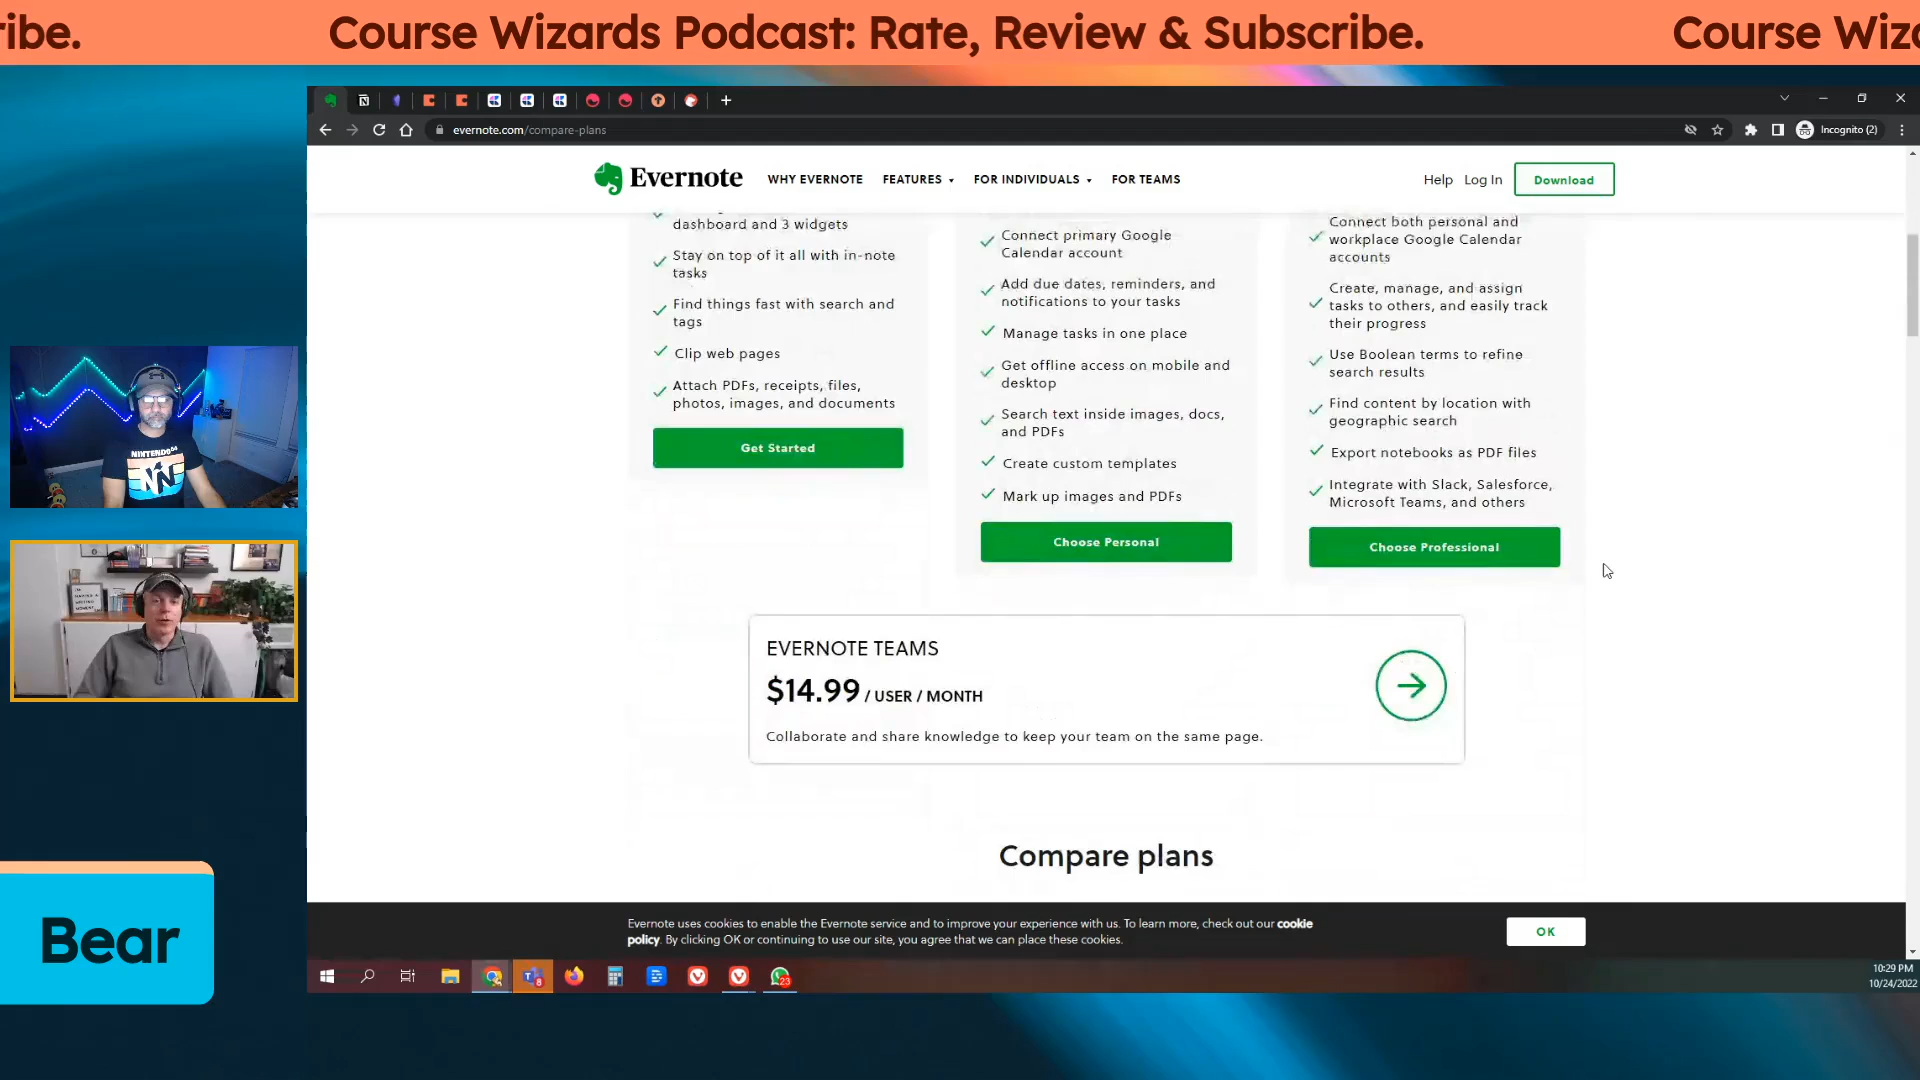 ribe.
Course Wizards Podcast: Rate, Review & Subscribe.
Course Wiz
evernote.com/compare-plans
Incognito (2)
Evernote
WHY EVERNOTE
FEATURES
FOR INDIVIDUALS
FOR TEAMS
Help
Log In
Download
dashboard and 3 widgets
Stay on top of it all with in-note
tasks
Find things fast with search and
tags
Clip web pages
Attach PDFs, receipts, files,
photos, images, and documents
Get Started
Connect primary Google
Calendar account
Add due dates, reminders, and
notifications to your tasks
Manage tasks in one place
Get offline access on mobile and
desktop
Search text inside images, docs,
and PDFs
Create custom templates
Mark up images and PDFs
Choose Personal
Connect both personal and
workplace Google Calendar
accounts
Create, manage, and assign
tasks to others, and easily track
their progress
Use Boolean terms to refine
search results
Find content by location with
geographic search
Export notebooks as PDF files
Integrate with Slack, Salesforce,
Microsoft Teams, and others
Choose Professional
NINTENDO
EVERNOTE TEAMS
$14.99 / USER / MONTH
Collaborate and share knowledge to keep your team on the same page.
Compare plans
Evernote uses cookies to enable the Evernote service and to improve your experience with us. To learn more, check out our cookie
policy. By clicking OK or continuing to use our site, you agree that we can place these cookies.
OK
Bear
8
23
10:29 PM
10/24/2022